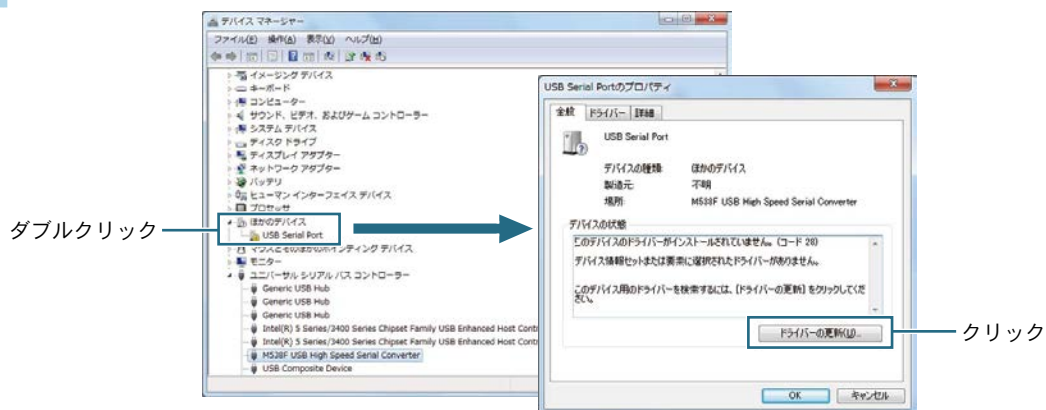 デバイス マネージャー
ファイル(F) 操作(A) 表示(V) ヘルプ(H)
イメージング デバイス
キーボード
コンピューター
サウンド、ビデオ、およびゲーム コントローラー
システム デバイス
ディスク ドライブ
ディスプレイ アダプター
ネットワーク アダプター
バッテリ
ヒューマン インターフェイス デバイス
プロセッサ
ほかのデバイス
USB Serial Port
マウスとそのほかのポインティング デバイス
モニター
ユニバーサル シリアル バス コントローラー
Generic USB Hub
Generic USB Hub
Generic USB Hub
Intel(R) 5 Series/3400 Series Chipset Family USB Enhanced Host Contr
Intel(R) 5 Series/3400 Series Chipset Family USB Enhanced Host Contr
M538F USB High Speed Serial Converter
USB Composite Device
ダブルクリック
USB Serial Portのプロパティ
全般 ドライバー 詳細
USB Serial Port
デバイスの種類: ほかのデバイス
製造元: 不明
場所: M538F USB High Speed Serial Converter
デバイスの状態
このデバイスのドライバーがインストールされていません。 (コード 28)
デバイス情報セットまたは要素に選択されたドライバーがありません。
このデバイス用のドライバーを検索するには、[ドライバーの更新] をクリックしてくだ
さい。
ドライバーの更新(U)...
クリック
OK キャンセル